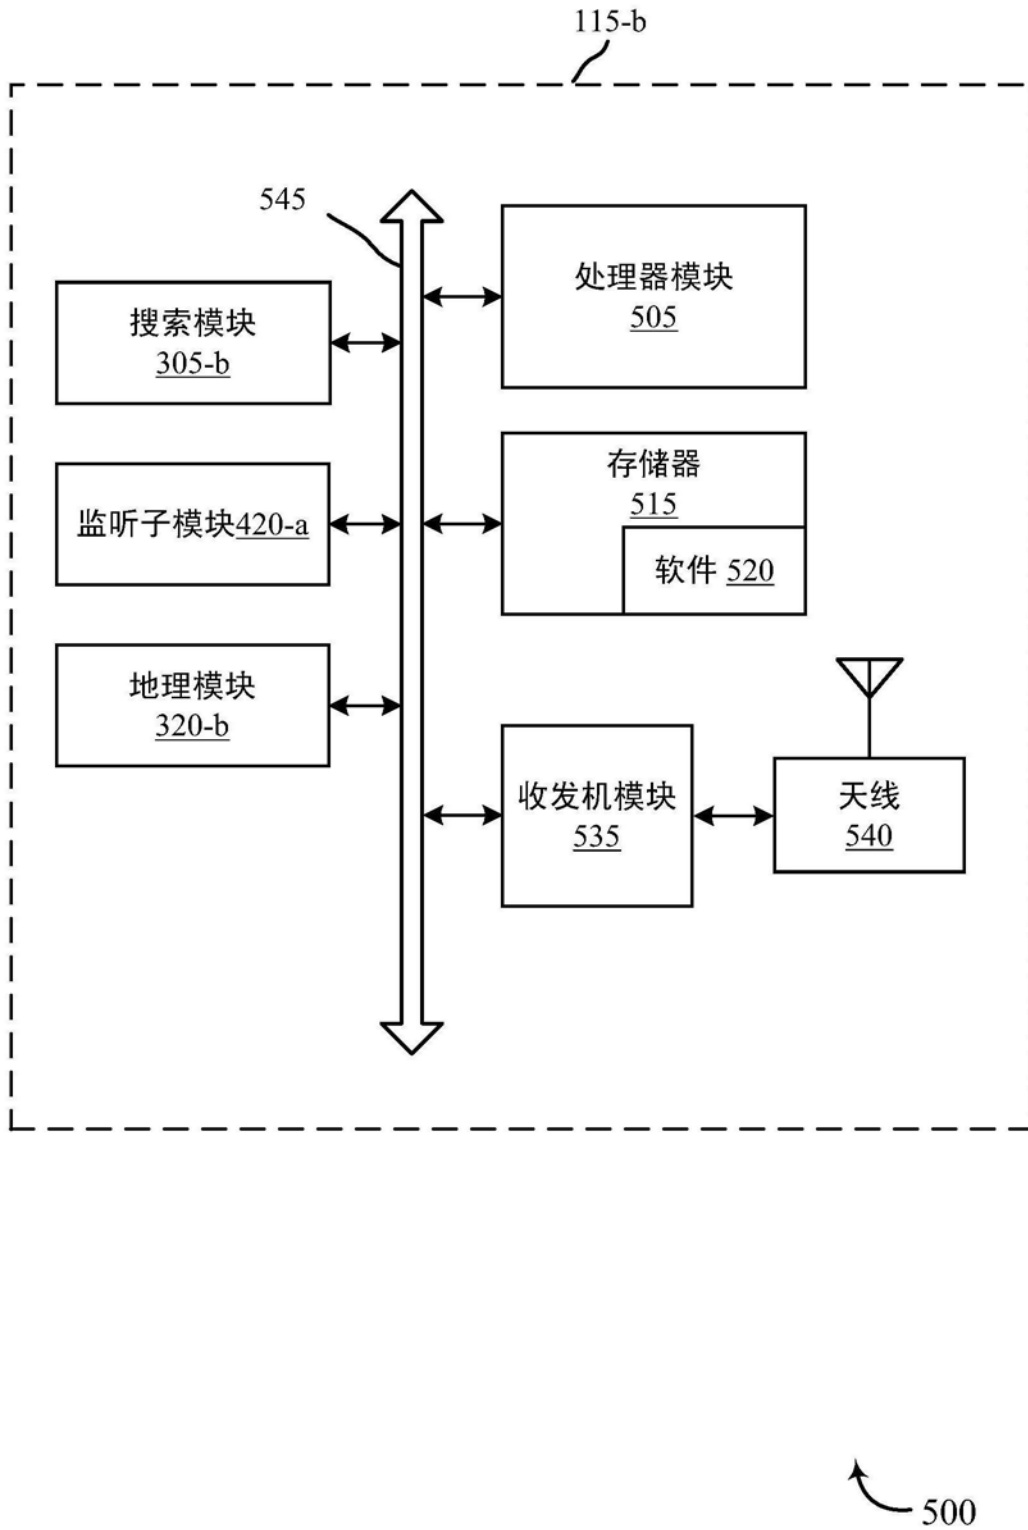 115-b
545
处理器模块
505
搜索模块
305-b
存储器
515
监听子模块420-a
软件 520
地理模块
320-b
收发机模块
535
天线
540
500